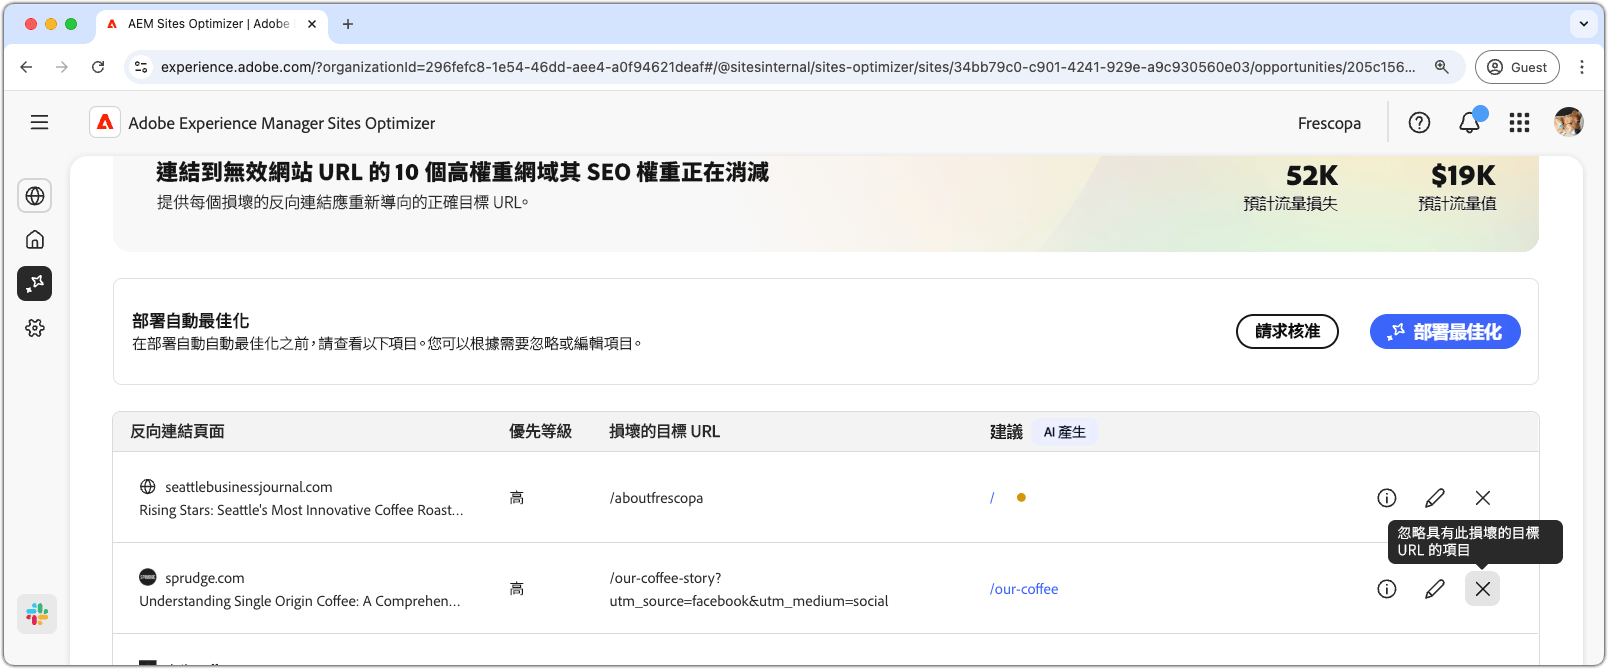 AEM Sites Optimizer | Adobe
experience.adobe.com/?organizationId=296fefc8-1e54-46dd-aee4-a0f94621deaf#/@sitesinternal/sites-optimizer/sites/34bb79c0-c901-4241-929e-a9c930560e03/opportunities/205c156...
Guest
Adobe Experience Manager Sites Optimizer
Frescopa
連結到無效網站 URL 的 10 個高權重網域其 SEO 權重正在消減
提供每個損壞的反向連結應重新導向的正確目標 URL。
52K
預計流量損失
$19K
預計流量值
部署自動最佳化
在部署自動自動最佳化之前，請查看以下項目。您可以根據需要忽略或編輯項目。
請求核准
部署最佳化
反向連結頁面
優先等級
損壞的目標 URL
建議
AI 產生
seattlebusinessjournal.com
Rising Stars: Seattle's Most Innovative Coffee Roast...
高
/aboutfrescopa
/
忽略具有此損壞的目標
URL 的項目
sprudge.com
Understanding Single Origin Coffee: A Comprehen...
高
/our-coffee-story?
utm_source=facebook&utm_medium=social
/our-coffee